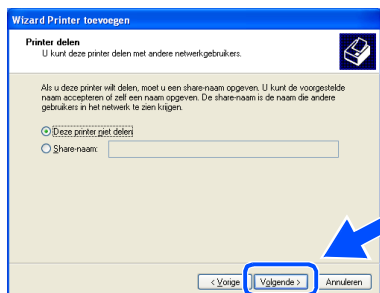 Wizard Printer toevoegen
Printer delen
U kunt deze printer delen met andere netwerkgebruikers.
Als u deze printer wilt delen, moet u een share-naam opgeven. U kunt de voorgestelde
naam accepteren of zelf een naam opgeven. De share-naam is de naam die andere
gebruikers in het netwerk te zien krijgen.
Deze printer niet delen
Share-naam:
< Vorige
Volgende >
Annuleren